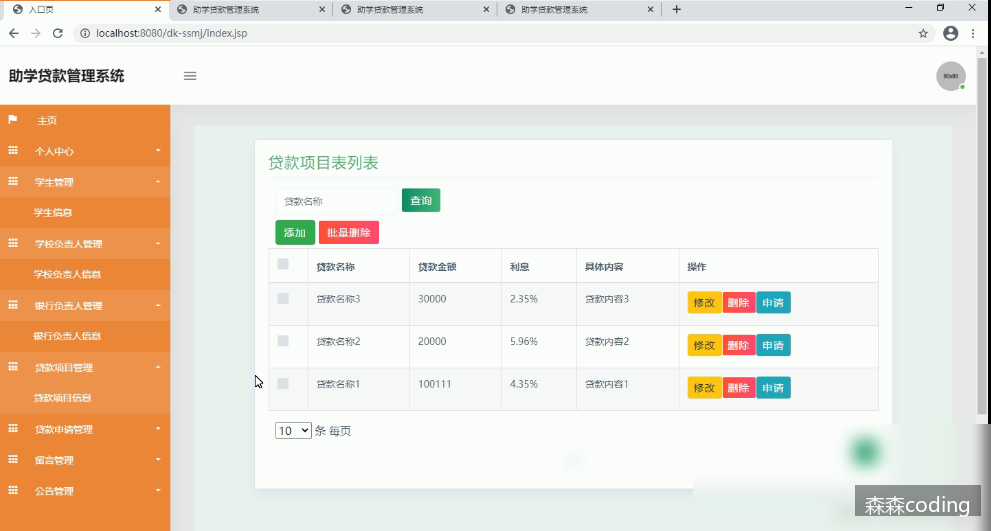 入口页
助学贷款管理系统
助学贷款管理系统
助学贷款管理系统
localhost:8080/dk-ssmj/index.jsp
助学贷款管理系统
主页
个人中心
学生管理
学生信息
学校负责人管理
学校负责人信息
银行负责人管理
银行负责人信息
贷款项目管理
贷款项目信息
贷款申请管理
留言管理
公告管理
贷款项目表列表
贷款名称 查询
添加 批量删除
贷款名称 贷款金额 利息 具体内容 操作
贷款名称3 30000 2.35% 贷款内容3 修改 删除 申请
贷款名称2 20000 5.96% 贷款内容2 修改 删除 申请
贷款名称1 100111 4.35% 贷款内容1 修改 删除 申请
10 条 每页
森森coding